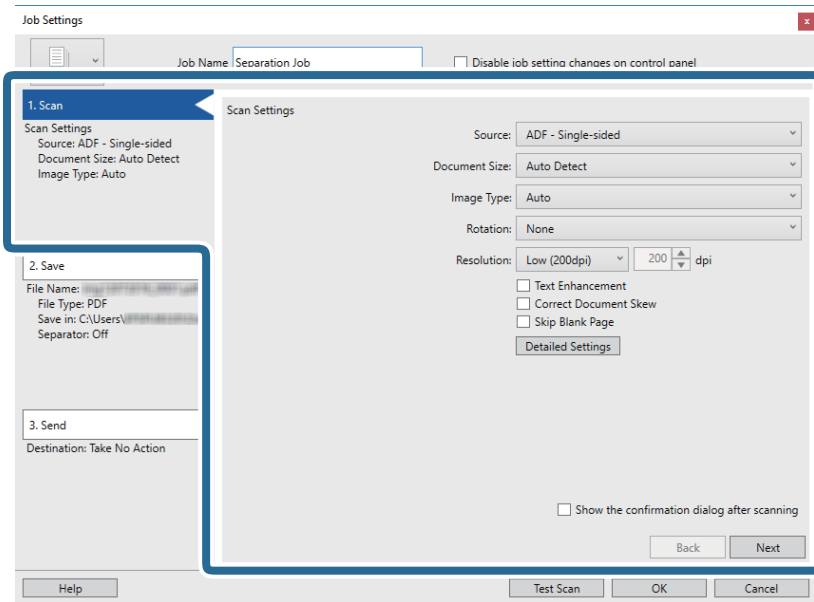 Job Settings
x
Job Name Separation Job
Disable job setting changes on control panel
1. Scan
Scan Settings
Source: ADF - Single-sided
Document Size: Auto Detect
Image Type: Auto
2. Save
File Name:
File Type: PDF
Save in: C:\Users\
Separator: Off
3. Send
Destination: Take No Action
Scan Settings
Source: ADF - Single-sided
Document Size: Auto Detect
Image Type: Auto
Rotation: None
Resolution: Low (200dpi) 200 dpi
Text Enhancement
Correct Document Skew
Skip Blank Page
Detailed Settings
Show the confirmation dialog after scanning
Back Next
Help Test Scan OK Cancel